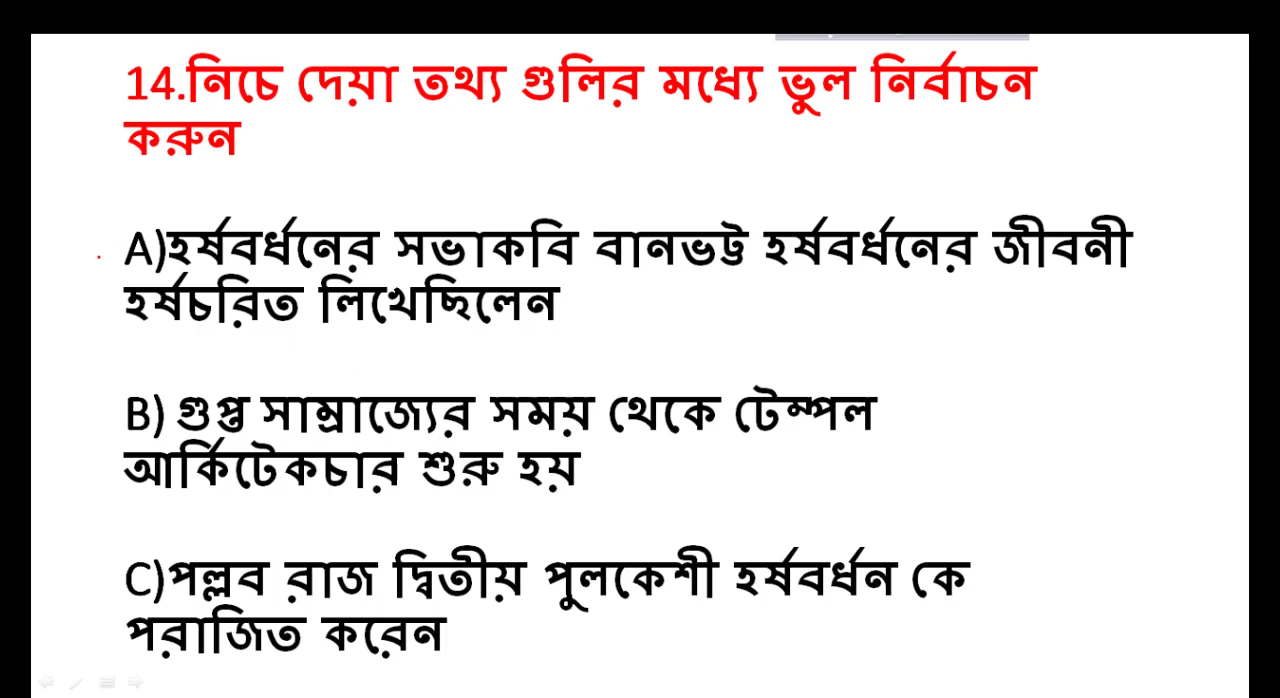 14.নিচে দেয়া তথ্য গুলির মধ্যে ভুল নির্বাচন
করুন
A)হর্ষবর্ধনের সভাকবি বানভট্ট হর্ষবর্ধনের জীবনী
হর্ষচরিত লিখেছিলেন
B) গুপ্ত সাম্রাজ্যের সময় থেকে টেম্পল
আর্কিটেকচার শুরু হয়
C)পল্লব রাজ দ্বিতীয় পুলকেশী হর্ষবর্ধন কে
পরাজিত করেন